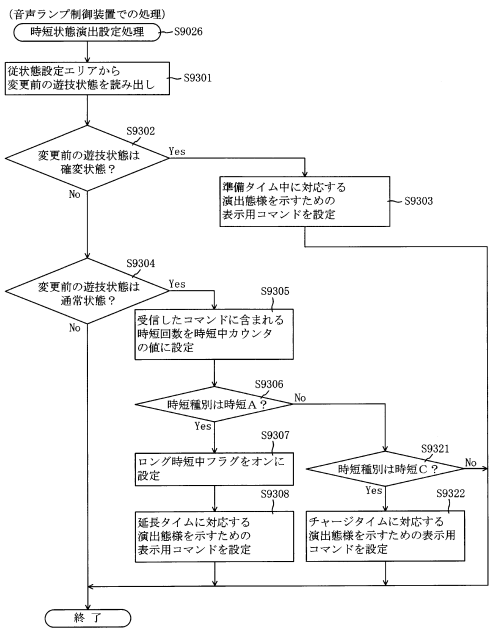 (音声ランプ制御装置での処理)
時短状態演出設定処理
S9026
従状態設定エリアから
変更前の遊技状態を読み出し
S9301
S9302
変更前の遊技状態は
確変状態？
Yes
No
準備タイム中に対応する
演出態様を示すための
表示用コマンドを設定
S9303
S9304
変更前の遊技状態は
通常状態？
Yes
No
S9305
受信したコマンドに含まれる
時短回数を時短中カウンタ
の値に設定
S9306
時短種別は時短A？
No
Yes
S9307
ロング時短中フラグをオンに
設定
S9321
時短種別は時短C？
No
Yes
S9308
延長タイムに対応する
演出態様を示すための
表示用コマンドを設定
S9322
チャージタイムに対応する
演出態様を示すための表示用
コマンドを設定
終了